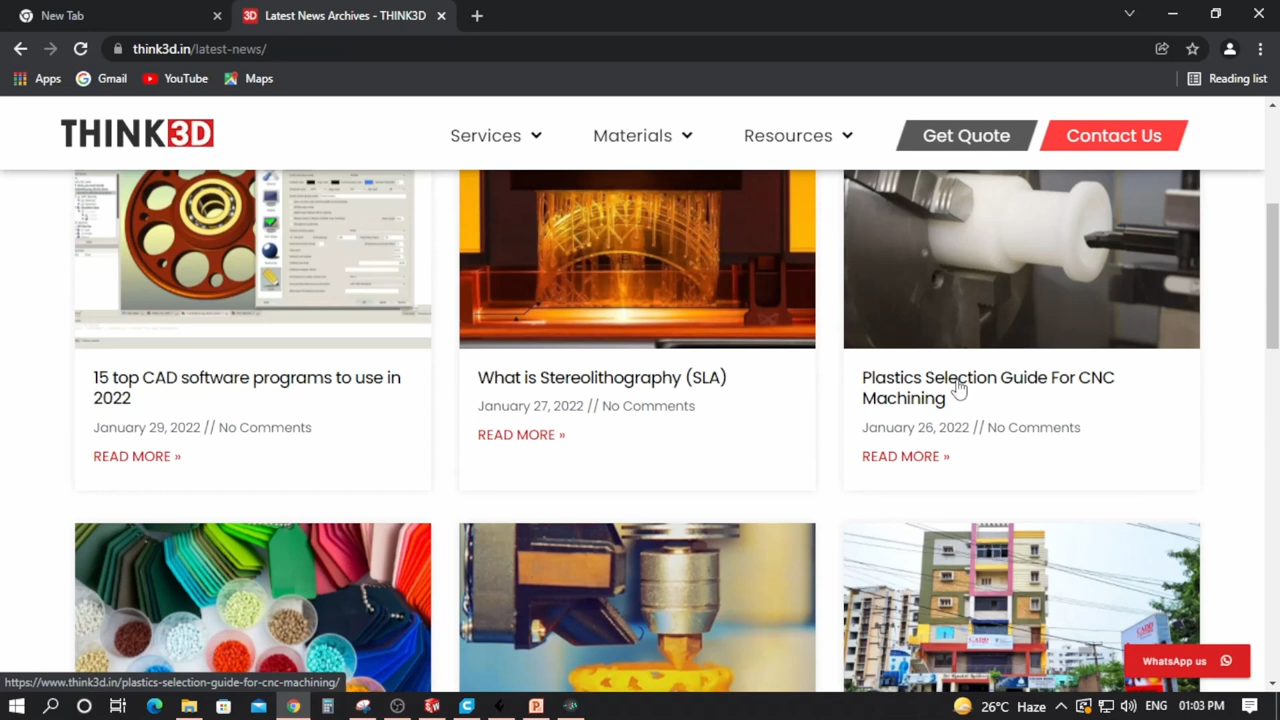 New Tab
3D Latest News Archives - THINK3D
think3d.in/latest-news/
Apps
Gmail
YouTube
Maps
Reading list
THINK3D
Services
Materials
Resources
Get Quote
Contact Us
15 top CAD software programs to use in
2022
January 29, 2022 // No Comments
READ MORE »
What is Stereolithography (SLA)
January 27, 2022 // No Comments
READ MORE »
Plastics Selection Guide For CNC
Machining
January 26, 2022 // No Comments
READ MORE »
WhatsApp us
https://www.think3d.in/plastics-selection-guide-for-cnc-machining/
26°C Haze
ENG
01:03 PM